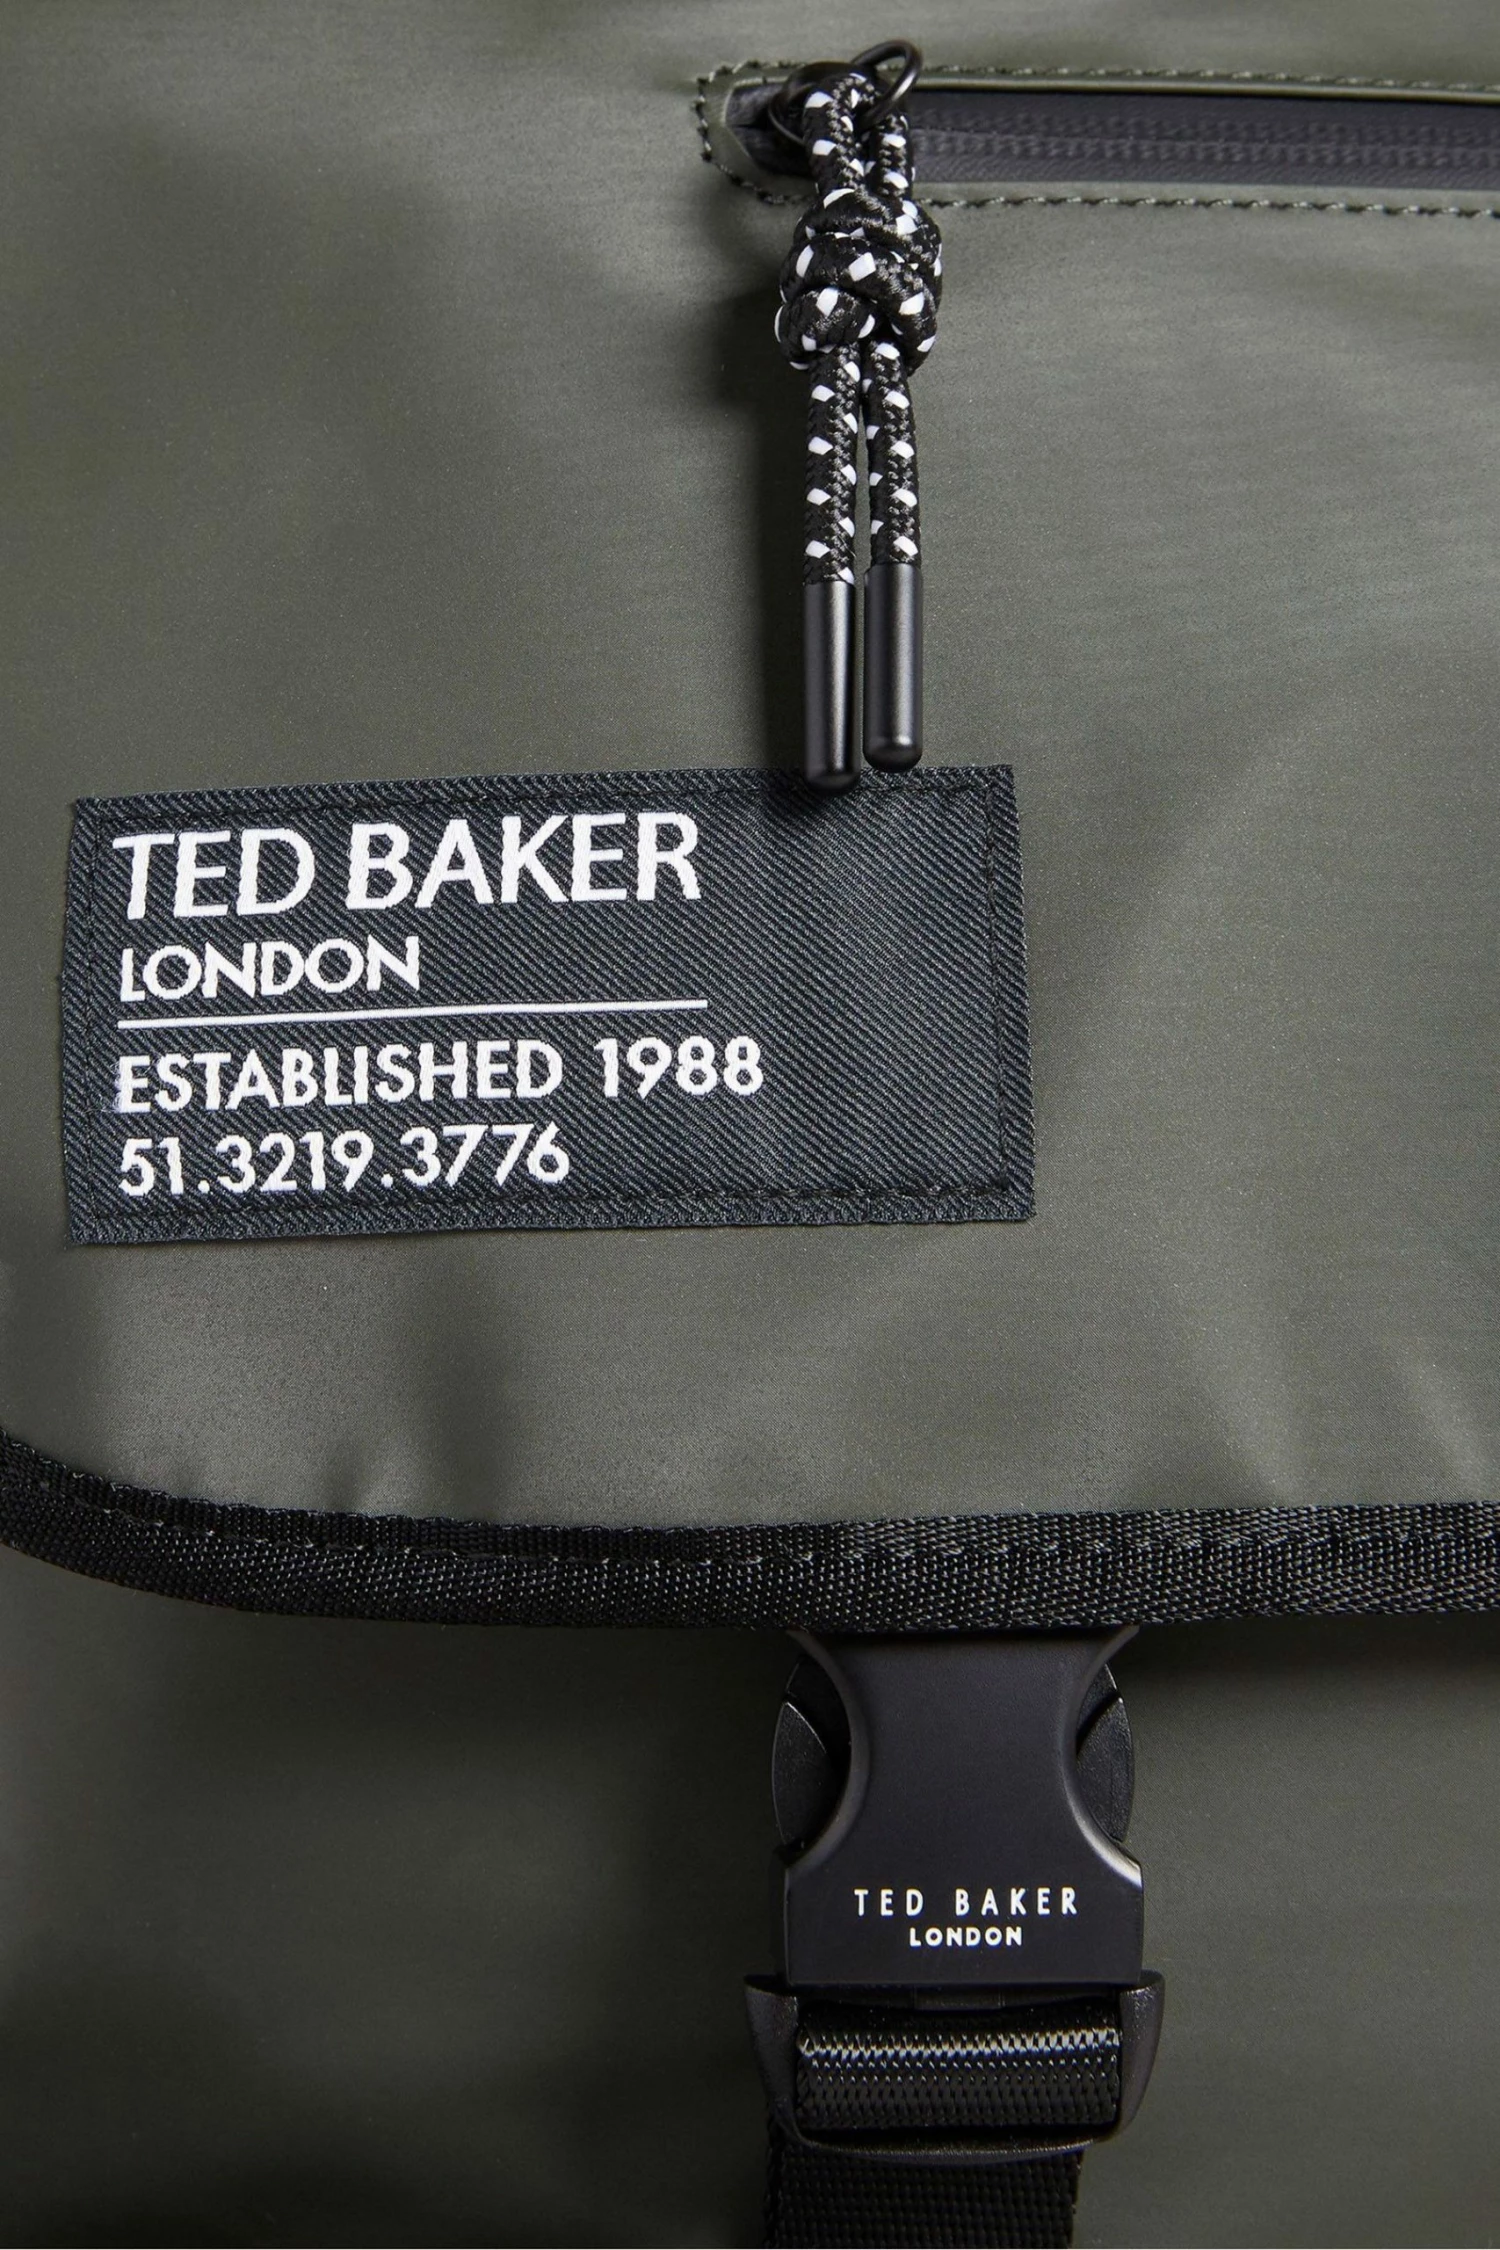 TED BAKER
LONDON
ESTABLISHED 1988
51.3219.3776
TED BAKER
LONDON